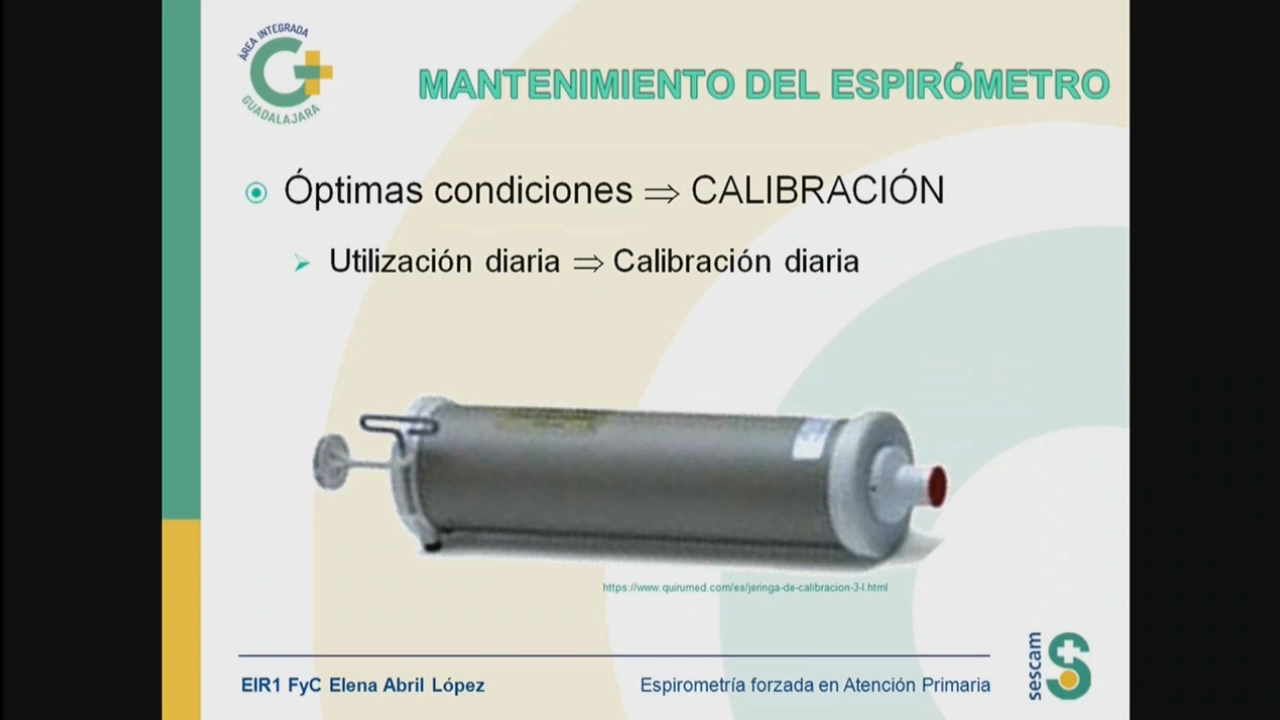 ÁREA INTEGRADA
GUADALAJARA
MANTENIMIENTO DEL ESPIRÓMETRO
Óptimas condiciones ⇒ CALIBRACIÓN
Utilización diaria ⇒ Calibración diaria
https://www.quirumed.com/es/jeringa-de-calibracion-3-l.html
EIR1 FyC Elena Abril López
Espirometría forzada en Atención Primaria
sescam